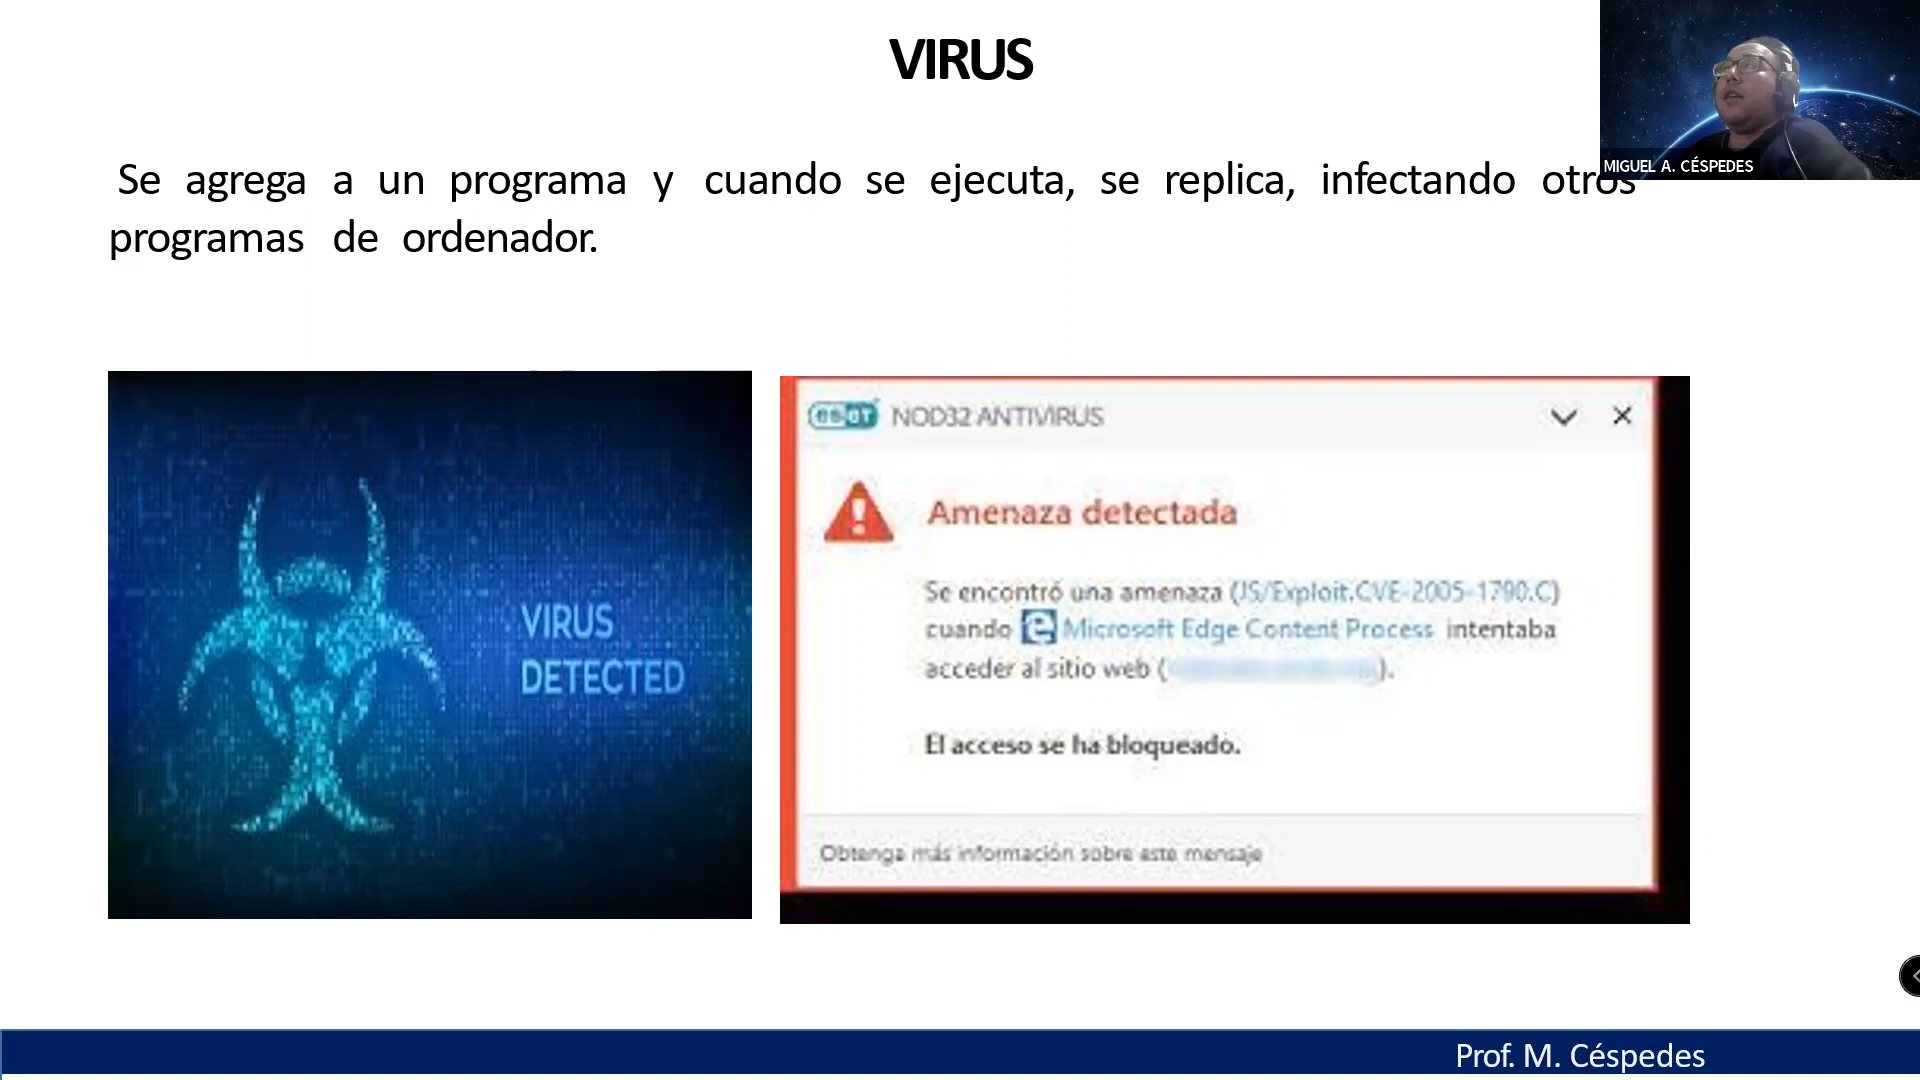 VIRUS
MIGUEL A. CÉSPEDES
Se agrega a un programa y cuando se ejecuta, se replica, infectando otros
programas de ordenador.
VIRUS
DETECTED
eset NOD32 ANTIVIRUS
Amenaza detectada
Se encontró una amenaza (JS/Exploit.CVE-2005-1790.C)
cuando Microsoft Edge Content Process intentaba
acceder al sitio web ( ).
El acceso se ha bloqueado.
Obtenga más información sobre este mensaje
Prof. M. Céspedes